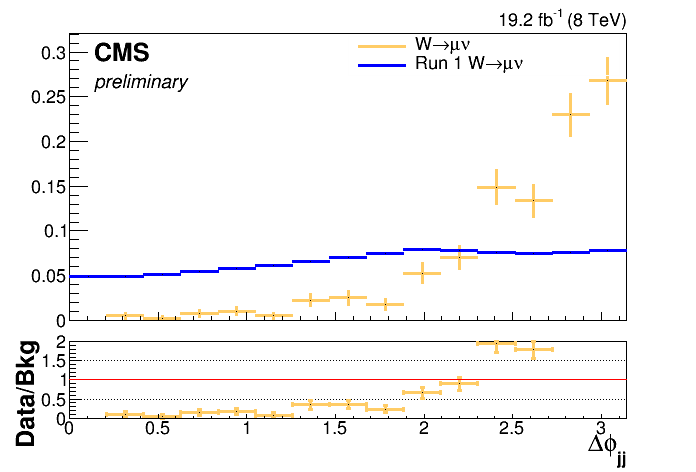 19.2 fb⁻¹ (8 TeV)
CMS
preliminary
W→μν
Run 1 W→μν
0.3
0.25
0.2
0.15
0.1
0.05
0
Data/Bkg
2
1.5
1
0.5
0
0 0.5 1 1.5 2 2.5 3
Δϕjj